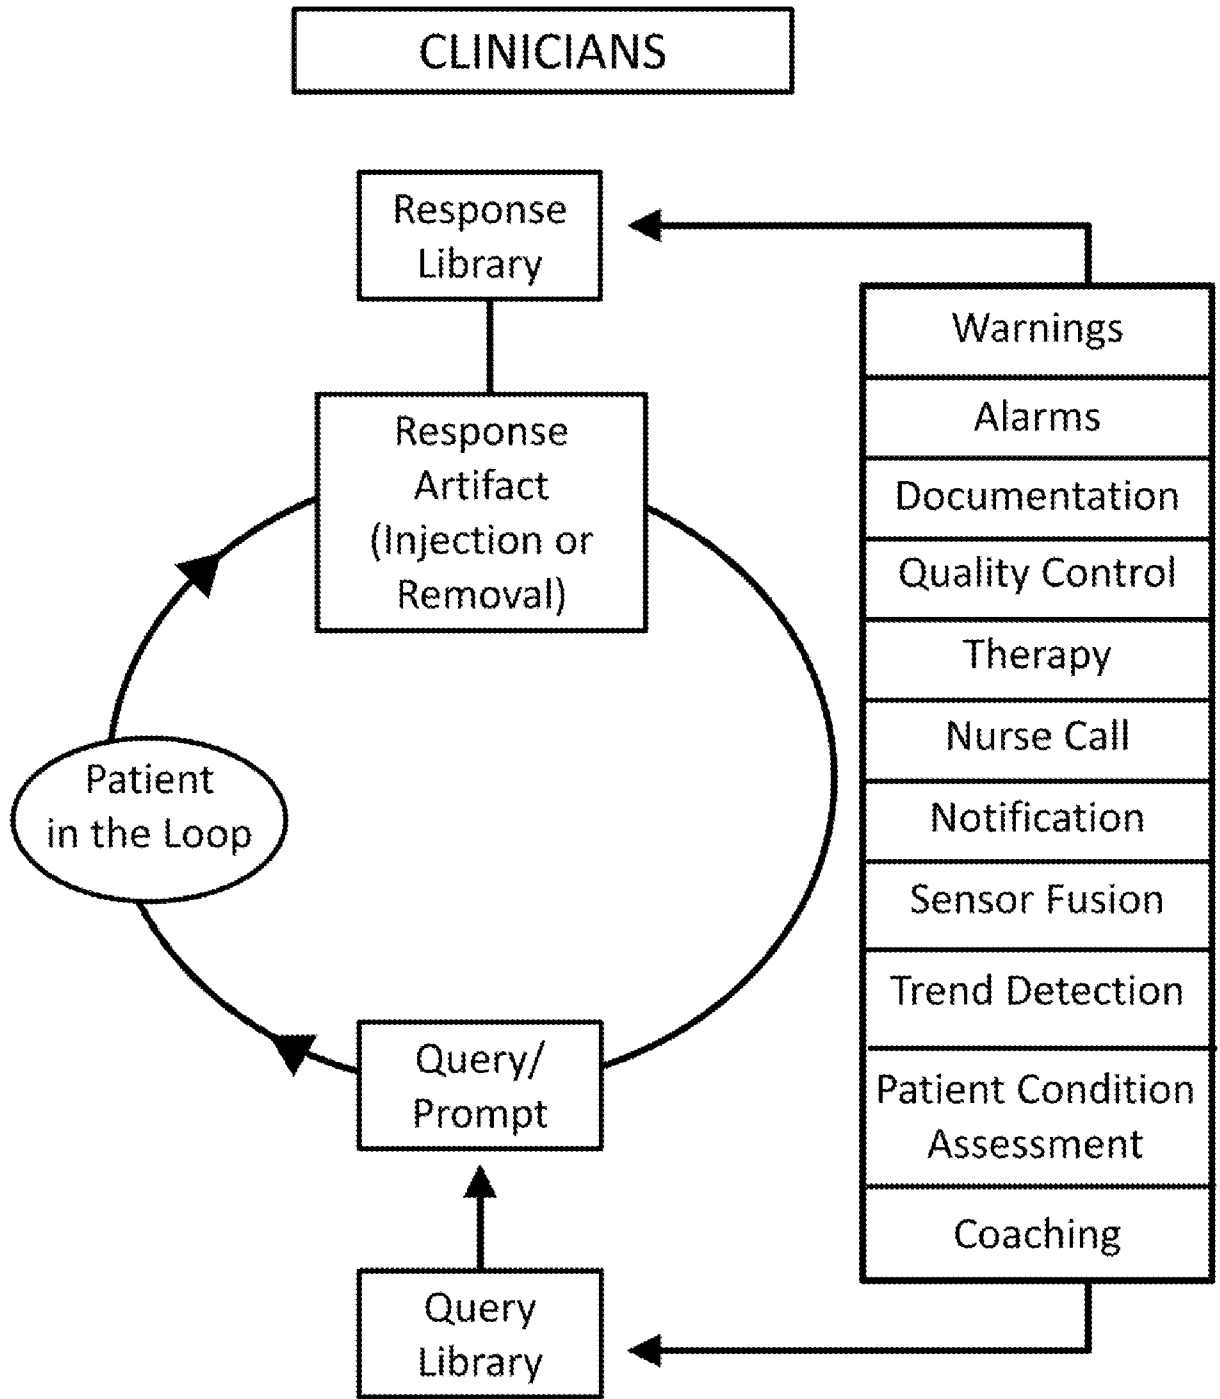 CLINICIANS
Response
Library
Response
Artifact
(Injection or
Removal)
Patient
in the Loop
Query/
Prompt
Query
Library
Warnings
Alarms
Documentation
Quality Control
Therapy
Nurse Call
Notification
Sensor Fusion
Trend Detection
Patient Condition
Assessment
Coaching